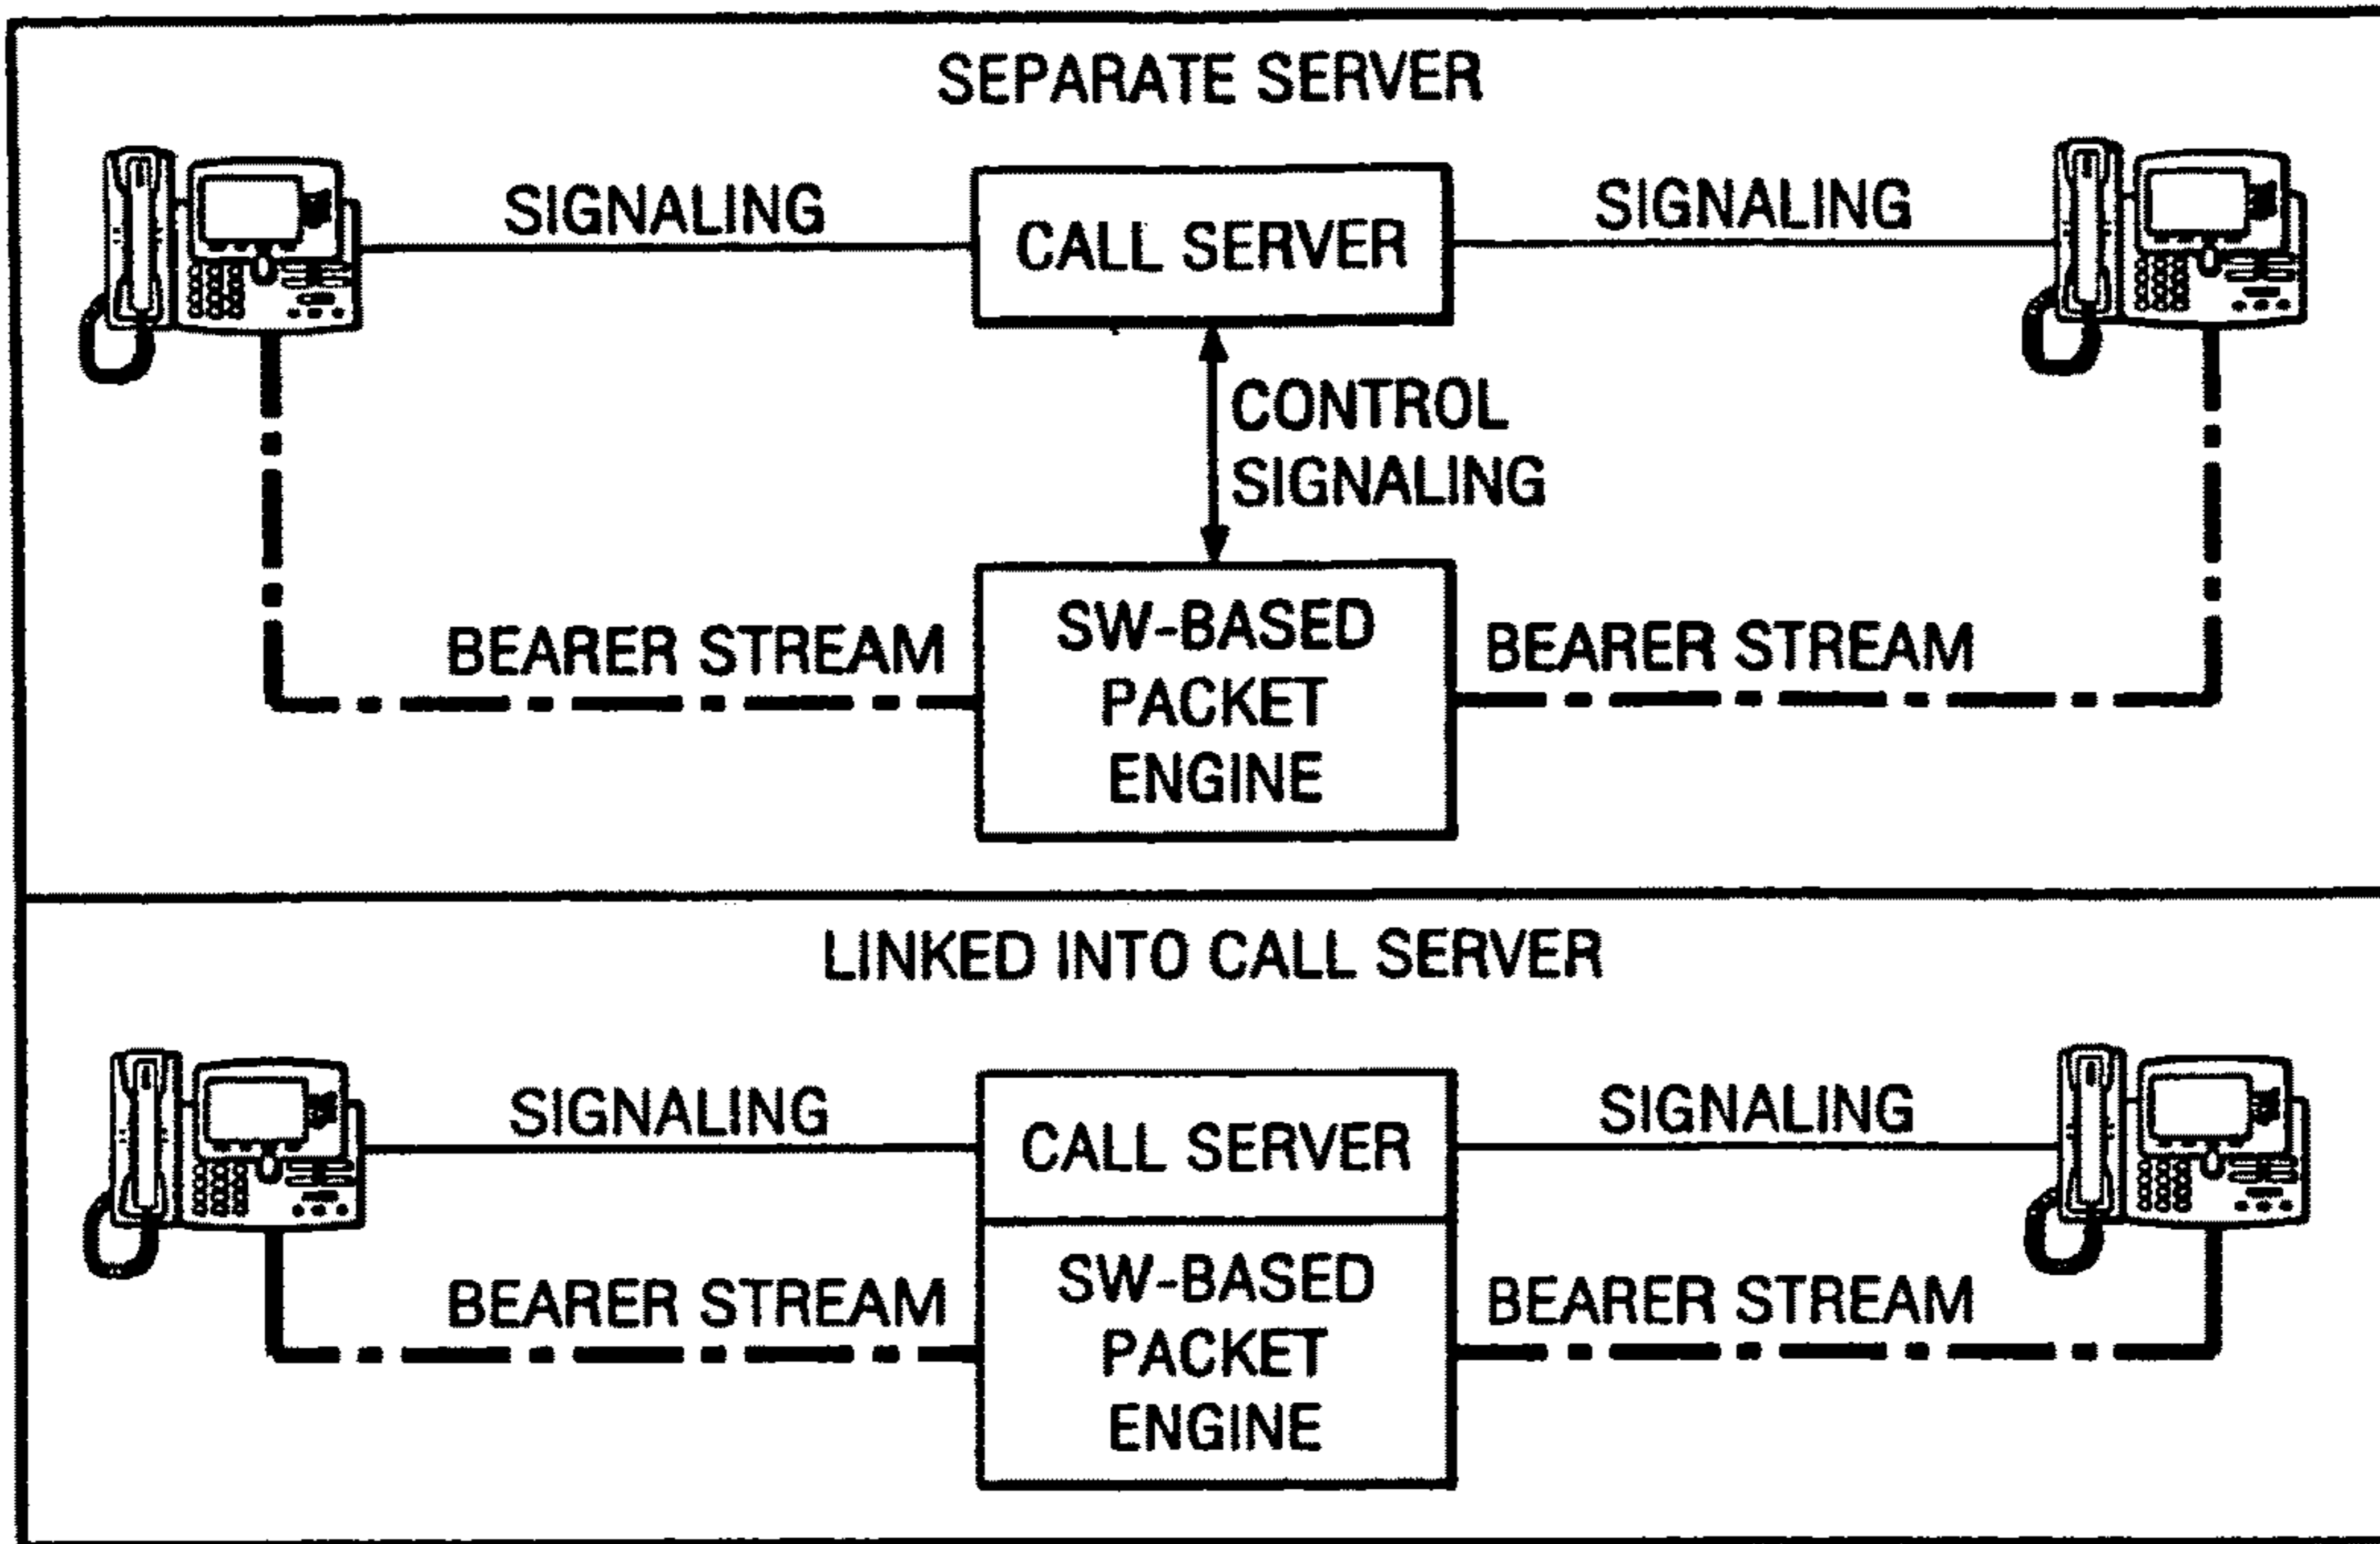 SEPARATE SERVER
SIGNALING
CALL SERVER
SIGNALING
CONTROL
SIGNALING
BEARER STREAM
SW-BASED
PACKET
ENGINE
BEARER STREAM
LINKED INTO CALL SERVER
SIGNALING
CALL SERVER
SIGNALING
BEARER STREAM
SW-BASED
PACKET
ENGINE
BEARER STREAM